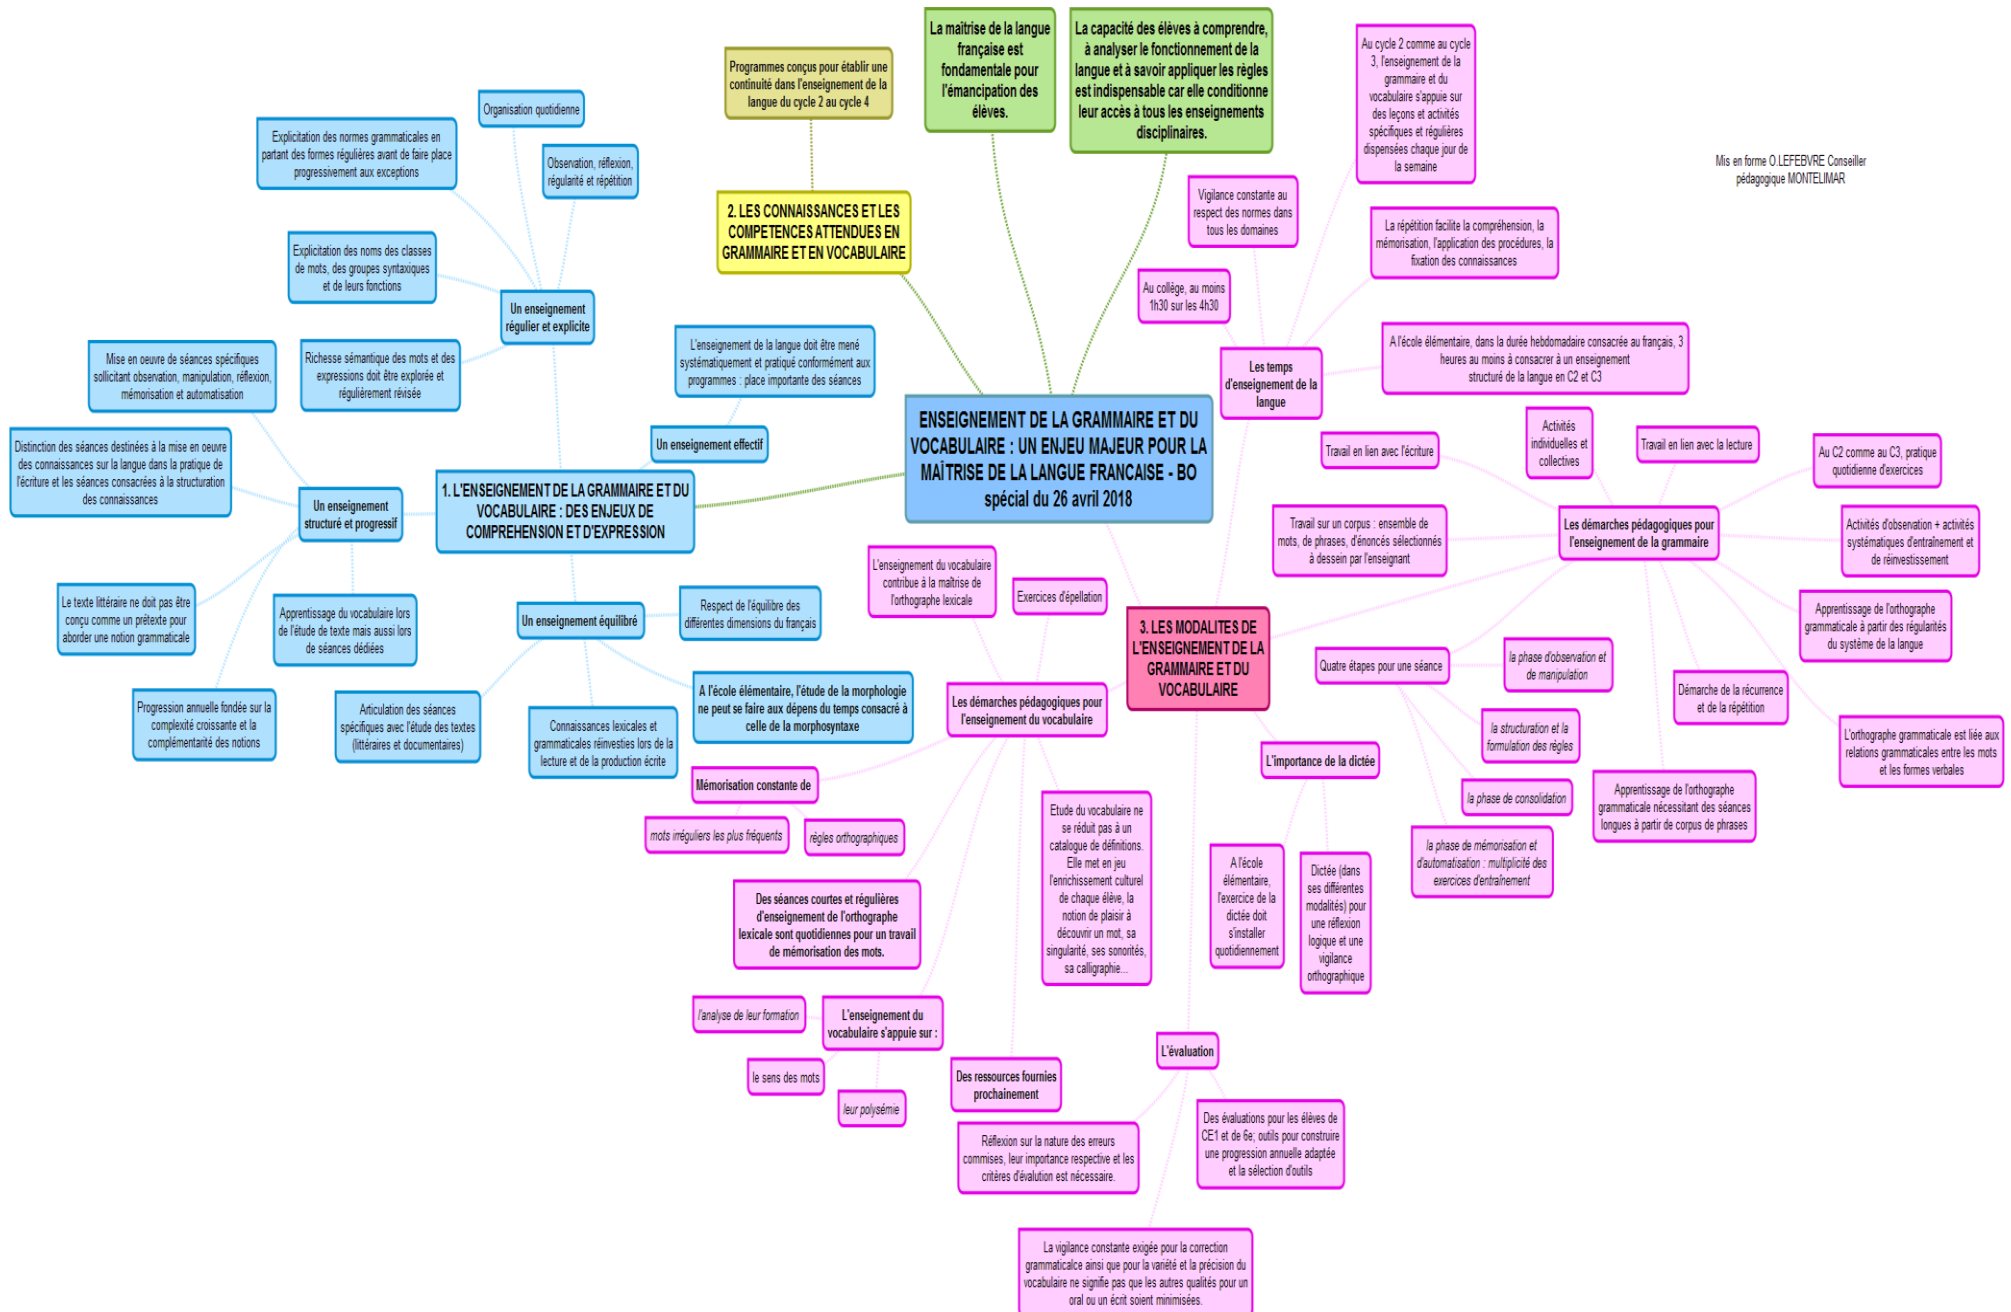 La maîtrise de la langue
française est
fondamentale pour
l'émancipation des
élèves.
La capacité des élèves à comprendre,
à analyser le fonctionnement de la
langue et à savoir appliquer les règles
est indispensable car elle conditionne
leur accès à tous les enseignements
disciplinaires.
Programmes conçus pour établir une
continuité dans l'enseignement de la
langue du cycle 2 au cycle 4
2. LES CONNAISSANCES ET LES
COMPETENCES ATTENDUES EN
GRAMMAIRE ET EN VOCABULAIRE
Mis en forme O.LEFEBVRE Conseiller
pédagogique MONTELIMAR
ENSEIGNEMENT DE LA GRAMMAIRE ET DU
VOCABULAIRE : UN ENJEU MAJEUR POUR LA
MAÎTRISE DE LA LANGUE FRANCAISE - BO
spécial du 26 avril 2018
1. L'ENSEIGNEMENT DE LA GRAMMAIRE ET DU
VOCABULAIRE : DES ENJEUX DE
COMPREHENSION ET D'EXPRESSION
Un enseignement
régulier et explicite
Organisation quotidienne
Observation, réflexion,
régularité et répétition
Explicitation des normes grammaticales en
partant des formes régulières avant de faire place
progressivement aux exceptions
Explicitation des noms des classes
de mots, des groupes syntaxiques
et de leurs fonctions
Richesse sémantique des mots et des
expressions doit être explorée et
régulièrement révisée
Un enseignement effectif
L'enseignement de la langue doit être mené
systématiquement et pratiqué conformément aux
programmes : place importante des séances
Un enseignement
structuré et progressif
Mise en oeuvre de séances spécifiques
sollicitant observation, manipulation, réflexion,
mémorisation et automatisation
Distinction des séances destinées à la mise en oeuvre
des connaissances sur la langue dans la pratique de
l'écriture et les séances consacrées à la structuration
des connaissances
Le texte littéraire ne doit pas être
conçu comme un prétexte pour
aborder une notion grammaticale
Apprentissage du vocabulaire lors
de l'étude de texte mais aussi lors
de séances dédiées
Progression annuelle fondée sur la
complexité croissante et la
complémentarité des notions
Un enseignement équilibré
Respect de l'équilibre des
différentes dimensions du français
A l'école élémentaire, l'étude de la morphologie
ne peut se faire aux dépens du temps consacré à
celle de la morphosyntaxe
Connaissances lexicales et
grammaticales réinvesties lors de la
lecture et de la production écrite
Articulation des séances
spécifiques avec l'étude des textes
(littéraires et documentaires)
3. LES MODALITES DE
L'ENSEIGNEMENT DE LA
GRAMMAIRE ET DU
VOCABULAIRE
Les temps
d'enseignement de la
langue
Au collège, au moins
1h30 sur les 4h30
Vigilance constante au
respect des normes dans
tous les domaines
Au cycle 2 comme au cycle
3, l'enseignement de la
grammaire et du
vocabulaire s'appuie sur
des leçons et activités
spécifiques et régulières
dispensées chaque jour de
la semaine
La répétition facilite la compréhension, la
mémorisation, l'application des procédures, la
fixation des connaissances
A l'école élémentaire, dans la durée hebdomadaire consacrée au français, 3
heures au moins à consacrer à un enseignement
structuré de la langue en C2 et C3
Les démarches pédagogiques pour
l'enseignement de la grammaire
Travail en lien avec l'écriture
Activités
individuelles et
collectives
Travail en lien avec la lecture
Au C2 comme au C3, pratique
quotidienne d'exercices
Activités d'obsenation + activités
systématiques d'entraînement et
de réinvestissement
Apprentissage de l'orthographe
grammaticale à partir des régularités
du système de la langue
L'orthographe grammaticale est liée aux
relations grammaticales entre les mots
et les formes verbales
Démarche de la récurrence
et de la répétition
Apprentissage de l'orthographe
grammaticale nécessitant des séances
longues à partir de corpus de phrases
Travail sur un corpus : ensemble de
mots, de phrases, d'énoncés sélectionnés
à dessein par l'enseignant
Quatre étapes pour une séance
la phase d'observation et
de manipulation
la structuration et la
formulation des règles
la phase de consolidation
la phase de mémorisation et
d'automatisation : multiplicité des
exercices d'entraînement
L'importance de la dictée
A l'école
élémentaire,
l'exercice de la
dictée doit
s'installer
quotidiennement
Dictée (dans
ses différentes
modalités) pour
une réflexion
logique et une
vigilance
orthographique
Les démarches pédagogiques pour
l'enseignement du vocabulaire
L'enseignement du vocabulaire
contribue à la maîtrise de
l'orthographe lexicale
Exercices d'épellation
Mémorisation constante de
mots irréguliers les plus fréquents
règles orthographiques
Des séances courtes et régulières
d'enseignement de l'orthographe
lexicale sont quotidiennes pour un travail
de mémorisation des mots.
Etude du vocabulaire ne
se réduit pas à un
catalogue de définitions.
Elle met en jeu
l'enrichissement culturel
de chaque élève, la
notion de plaisir à
découvrir un mot, sa
singularité, ses sonorités,
sa calligraphie...
L'enseignement du
vocabulaire s'appuie sur :
l'analyse de leur formation
le sens des mots
leur polysémie
Des ressources fournies
prochainement
L'évaluation
Réflexion sur la nature des erreurs
commises, leur importance respective et les
critères d'évalution est nécessaire.
Des évaluations pour les élèves de
CE1 et de 6e; outils pour construire
une progression annuelle adaptée
et la sélection d'outils
La vigilance constante exigée pour la correction
grammaticalce ainsi que pour la variété et la précision du
vocabulaire ne signifie pas que les autres qualités pour un
oral ou un écrit soient minimisées.